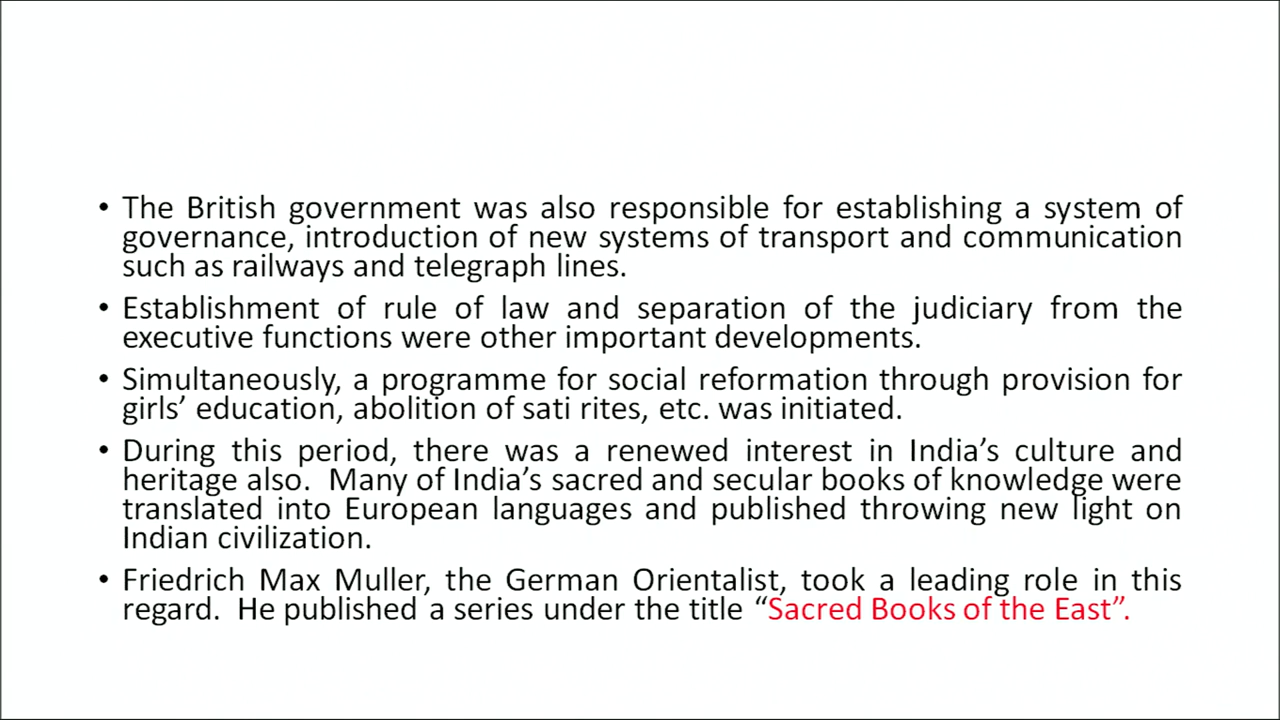 • The British government was also responsible for establishing a system of
governance, introduction of new systems of transport and communication
such as railways and telegraph lines.
• Establishment of rule of law and separation of the judiciary from the
executive functions were other important developments.
• Simultaneously, a programme for social reformation through provision for
girls’ education, abolition of sati rites, etc. was initiated.
• During this period, there was a renewed interest in India’s culture and
heritage also.  Many of India’s sacred and secular books of knowledge were
translated into European languages and published throwing new light on
Indian civilization.
• Friedrich Max Muller, the German Orientalist, took a leading role in this
regard.  He published a series under the title “Sacred Books of the East”.